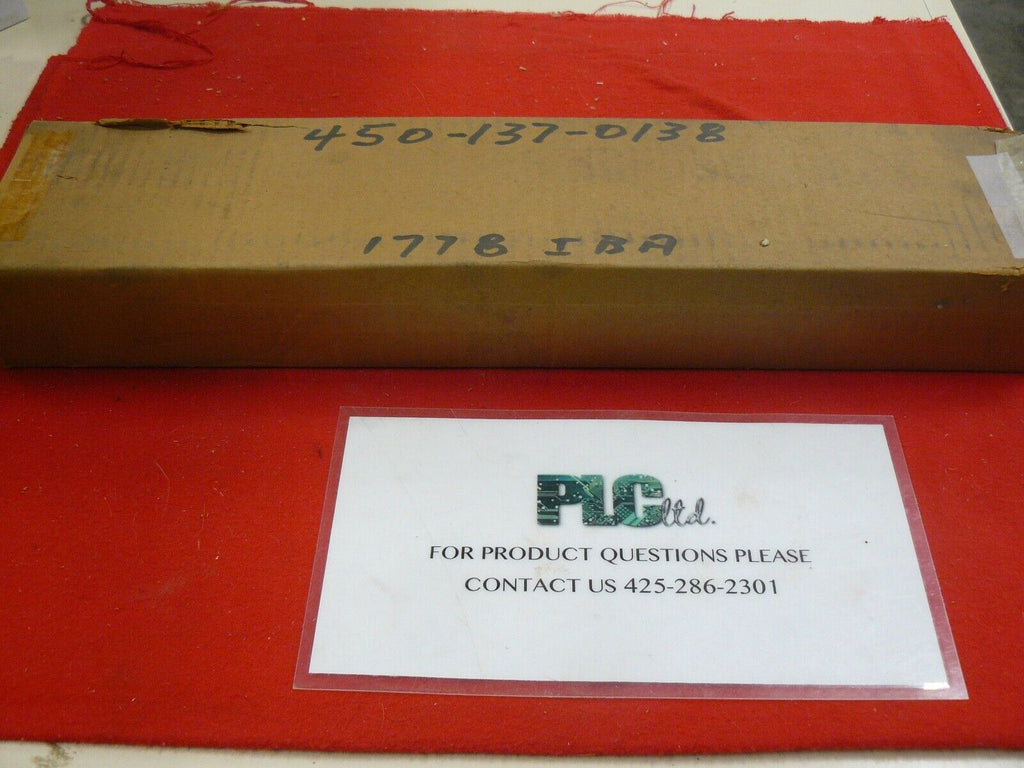 450-137-0138
1778 IBA
PLC ltd.
FOR PRODUCT QUESTIONS PLEASE
CONTACT US 425-286-2301